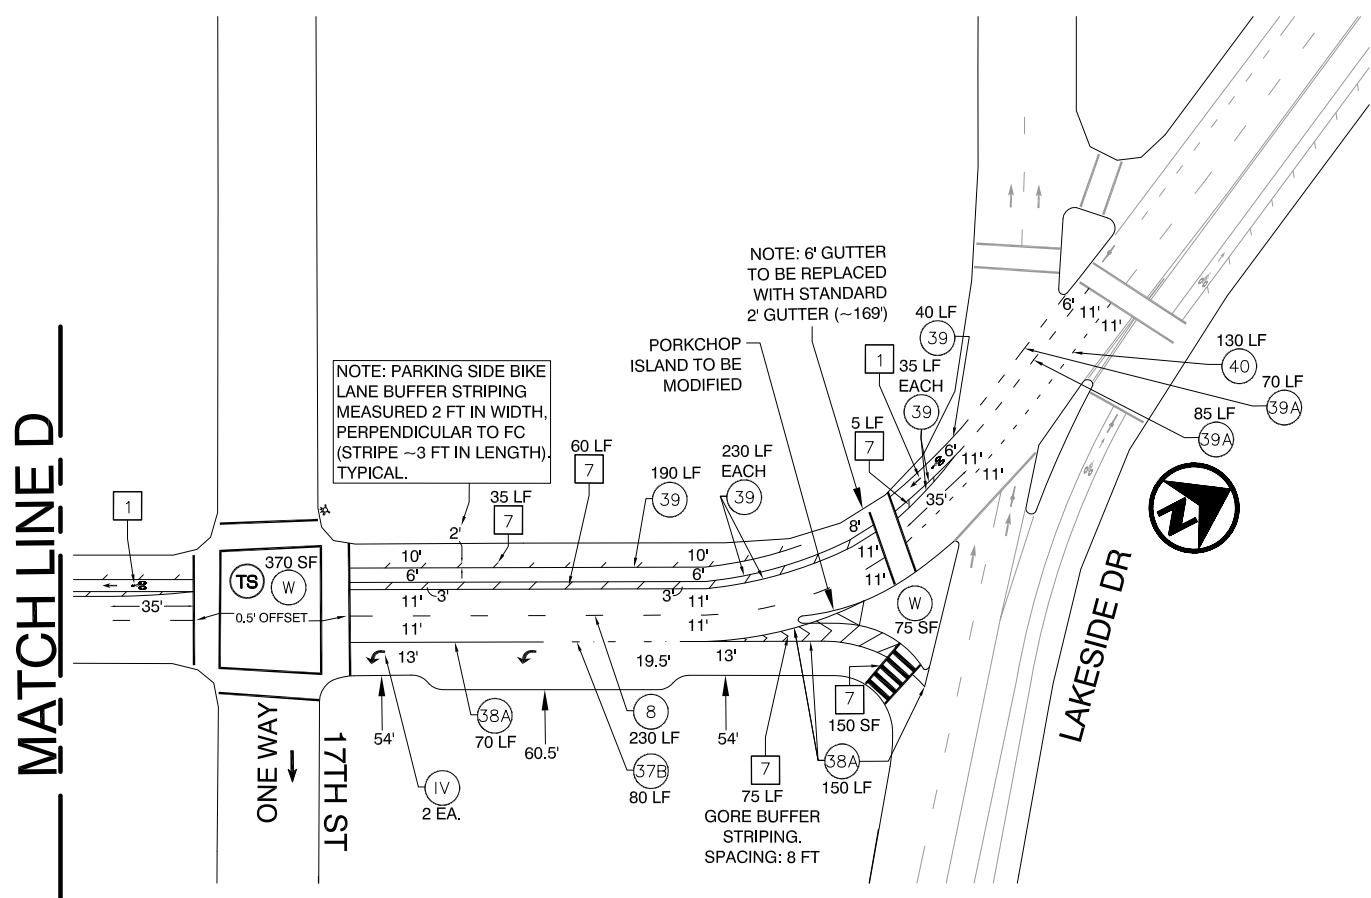 NOTE: 6' GUTTER
TO BE REPLACED
WITH STANDARD
2' GUTTER (~169')
PORKCHOP
ISLAND TO BE
MODIFIED
40 LF
39
1
35 LF
EACH
39
5 LF
7
6'
11'
11'
130 LF
40
70 LF
39A
85 LF
39A
NOTE: PARKING SIDE BIKE
LANE BUFFER STRIPING
MEASURED 2 FT IN WIDTH,
PERPENDICULAR TO FC
(STRIPE ~3 FT IN LENGTH).
TYPICAL.
60 LF
7
190 LF
39
230 LF
EACH
39
35 LF
7
2'
6'
11'
11'
35'
8'
11'
11'
N
MATCH LINE D
1
35'
TS
370 SF
W
0.5' OFFSET
10'
6'
3'
11'
11'
13'
10'
6'
3'
11'
11'
19.5'
13'
W
75 SF
7
150 SF
54'
38A
70 LF
60.5'
8
230 LF
37B
80 LF
54'
7
75 LF
GORE BUFFER
STRIPING.
SPACING: 8 FT
38A
150 LF
IV
2 EA.
ONE WAY
17TH ST
LAKESIDE DR